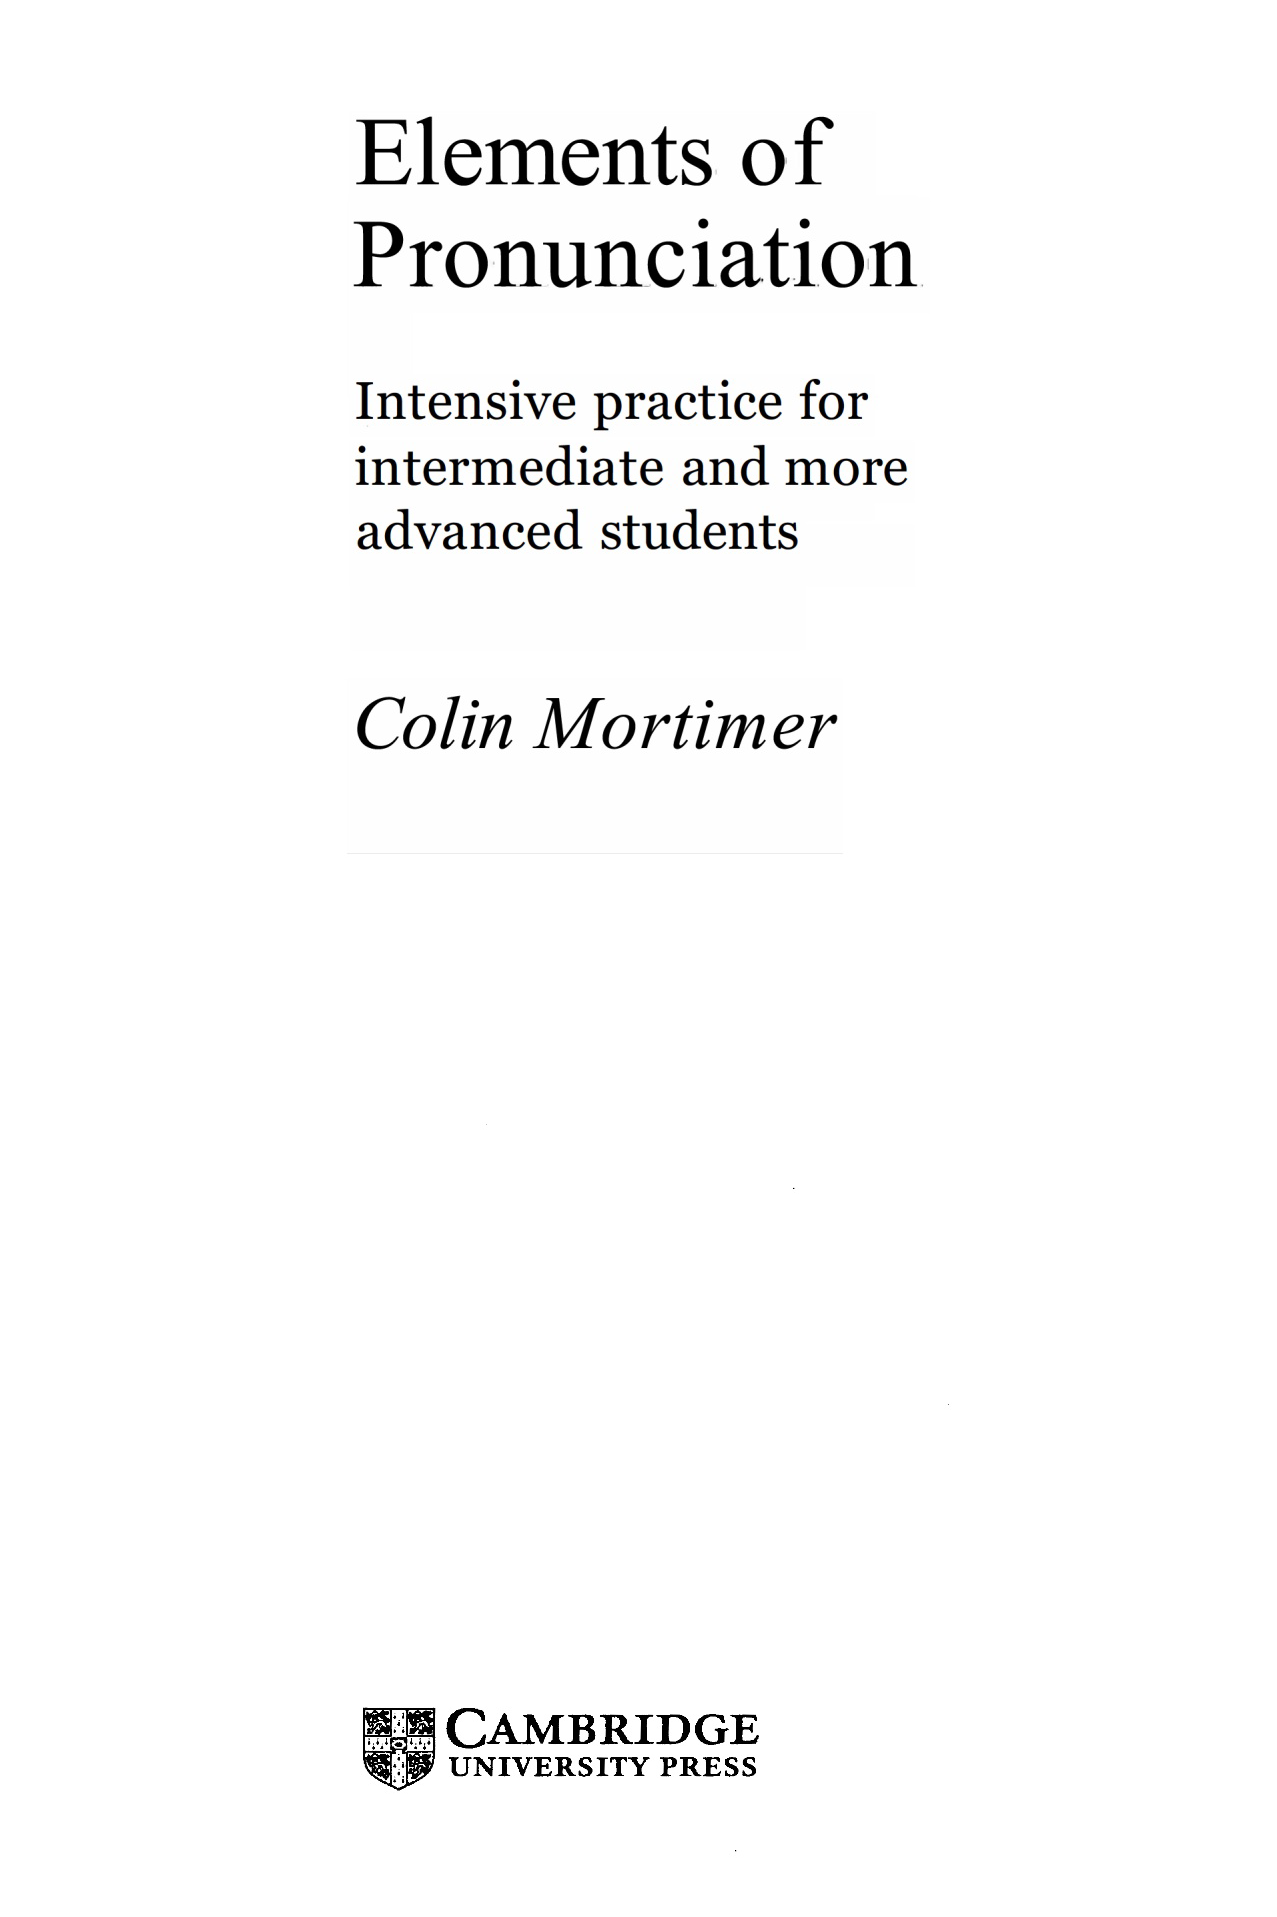 Elements of
Pronunciation
Intensive practice for
intermediate and more
advanced students
Colin Mortimer
CAMBRIDGE
UNIVERSITY PRESS